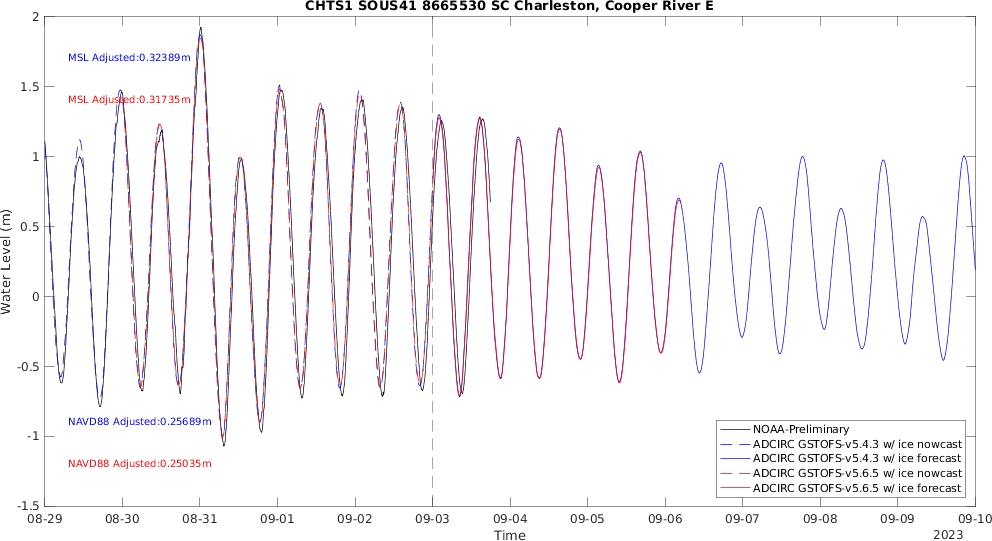 CHTS1 SOUS41 8665530 SC Charleston, Cooper River E
Water Level (m)
2
1.5
1
0.5
0
-0.5
-1
-1.5
MSL Adjusted:0.32389m
MSL Adjusted:0.31735m
NAVD88 Adjusted:0.25689m
NAVD88 Adjusted:0.25035m
NOAA-Preliminary
ADCIRC GSTOFS-v5.4.3 w/ ice nowcast
ADCIRC GSTOFS-v5.4.3 w/ ice forecast
ADCIRC GSTOFS-v5.6.5 w/ ice nowcast
ADCIRC GSTOFS-v5.6.5 w/ ice forecast
08-29 08-30 08-31 09-01 09-02 09-03 09-04 09-05 09-06 09-07 09-08 09-09 09-10
Time
2023